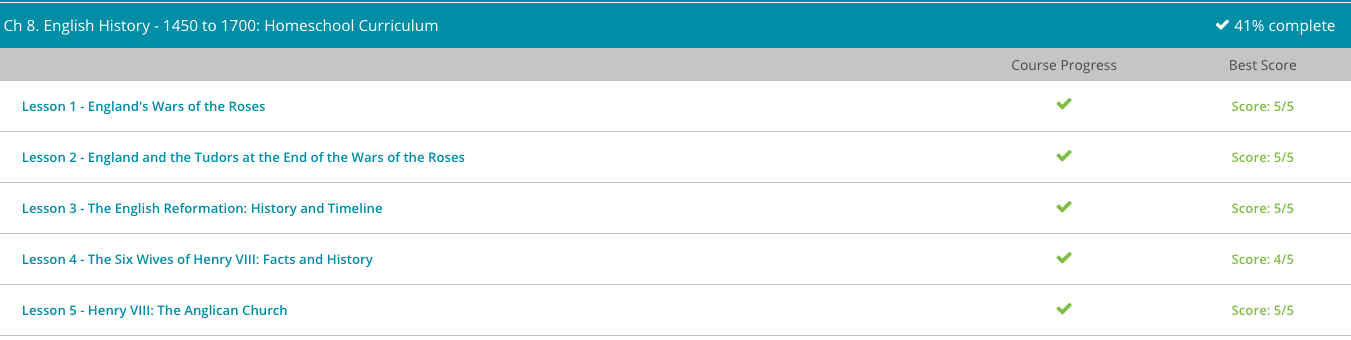 Ch 8. English History - 1450 to 1700: Homeschool Curriculum 41% complete
Course Progress Best Score
Lesson 1 - England's Wars of the Roses Score: 5/5
Lesson 2 - England and the Tudors at the End of the Wars of the Roses Score: 5/5
Lesson 3 - The English Reformation: History and Timeline Score: 5/5
Lesson 4 - The Six Wives of Henry VIII: Facts and History Score: 4/5
Lesson 5 - Henry VIII: The Anglican Church Score: 5/5